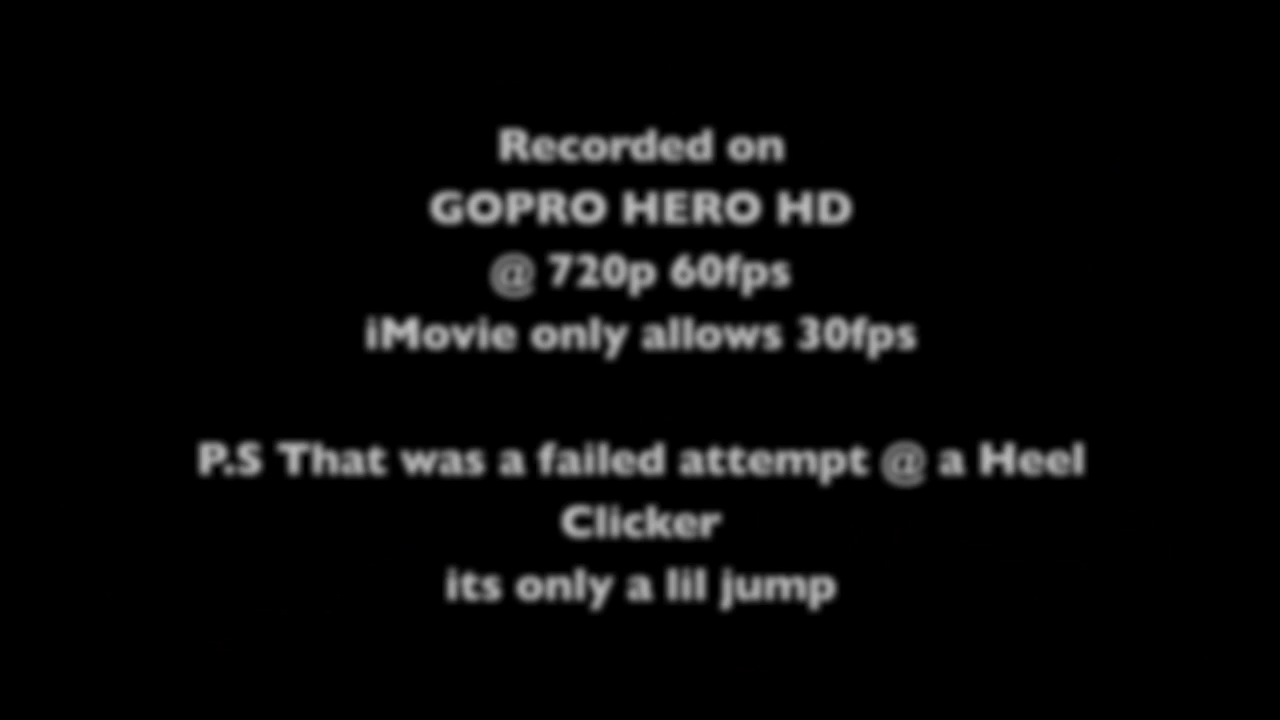 Recorded on
GOPRO HERO HD
@ 720p 60fps
iMovie only allows 30fps
P.S That was a failed attempt @ a Heel
Clicker
its only a lil jump